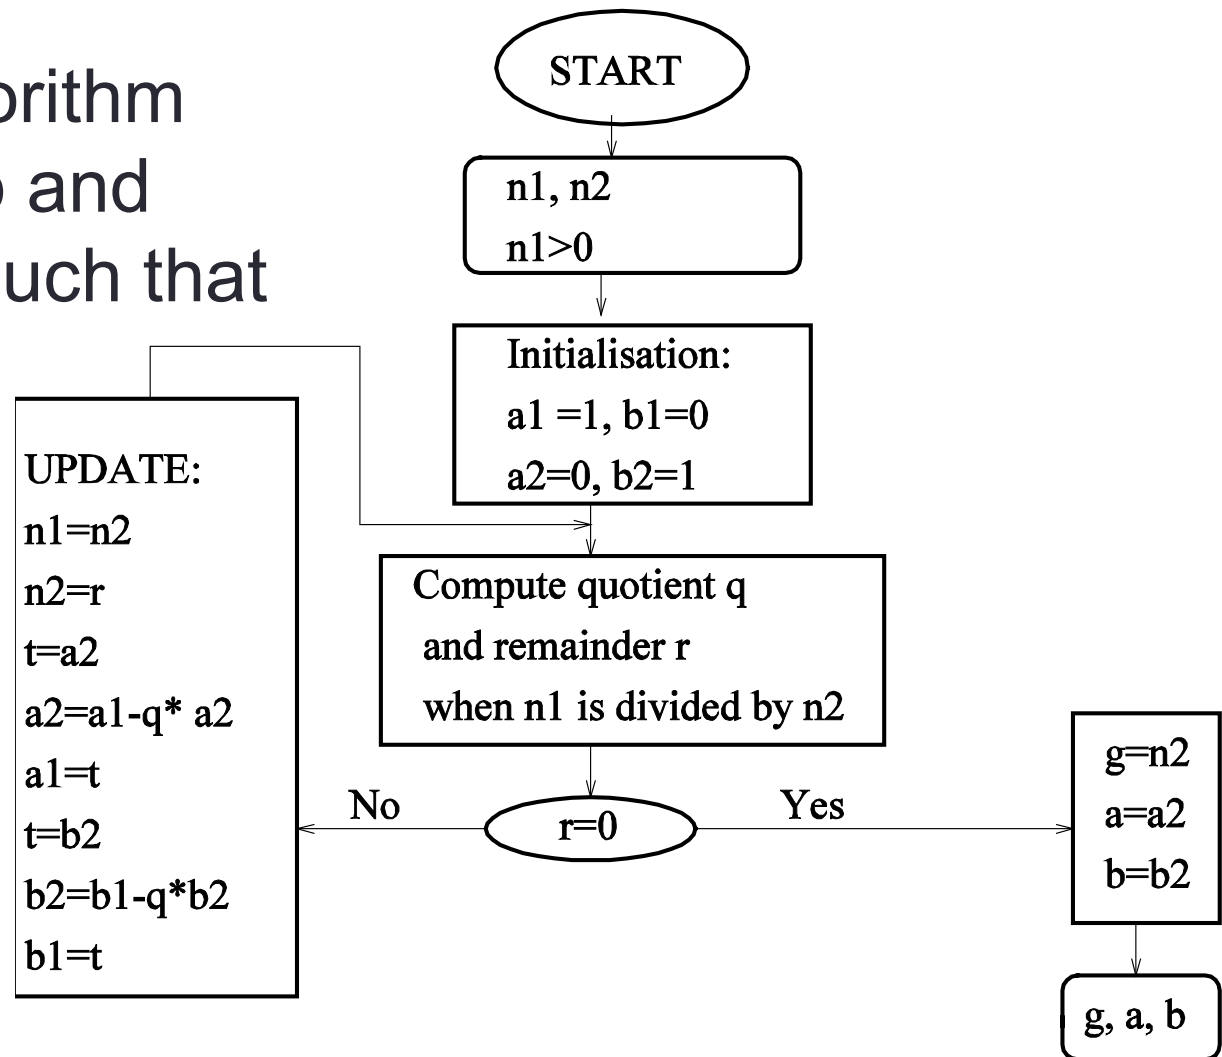 orithm
and
uch that
START
n1, n2
n1>0
Initialisation:
a1 =1, b1=0
a2=0, b2=1
UPDATE:
n1=n2
n2=r
t=a2
a2=a1-q* a2
a1=t
t=b2
b2=b1-q*b2
b1=t
Compute quotient q
and remainder r
when n1 is divided by n2
No
r=0
Yes
g=n2
a=a2
b=b2
g, a, b